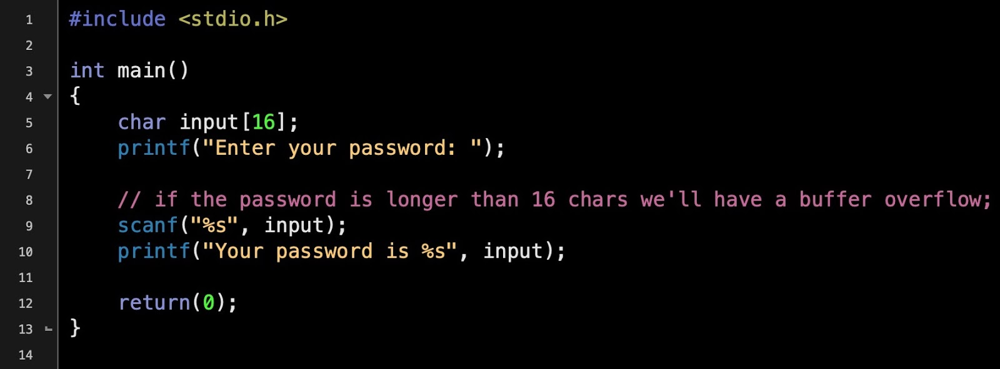 1 #include <stdio.h>
2
3 int main()
4 {
5 char input[16];
6 printf("Enter your password: ");
7
8 // if the password is longer than 16 chars we'll have a buffer overflow;
9 scanf("%s", input);
10 printf("Your password is %s", input);
11
12 return(0);
13 }
14